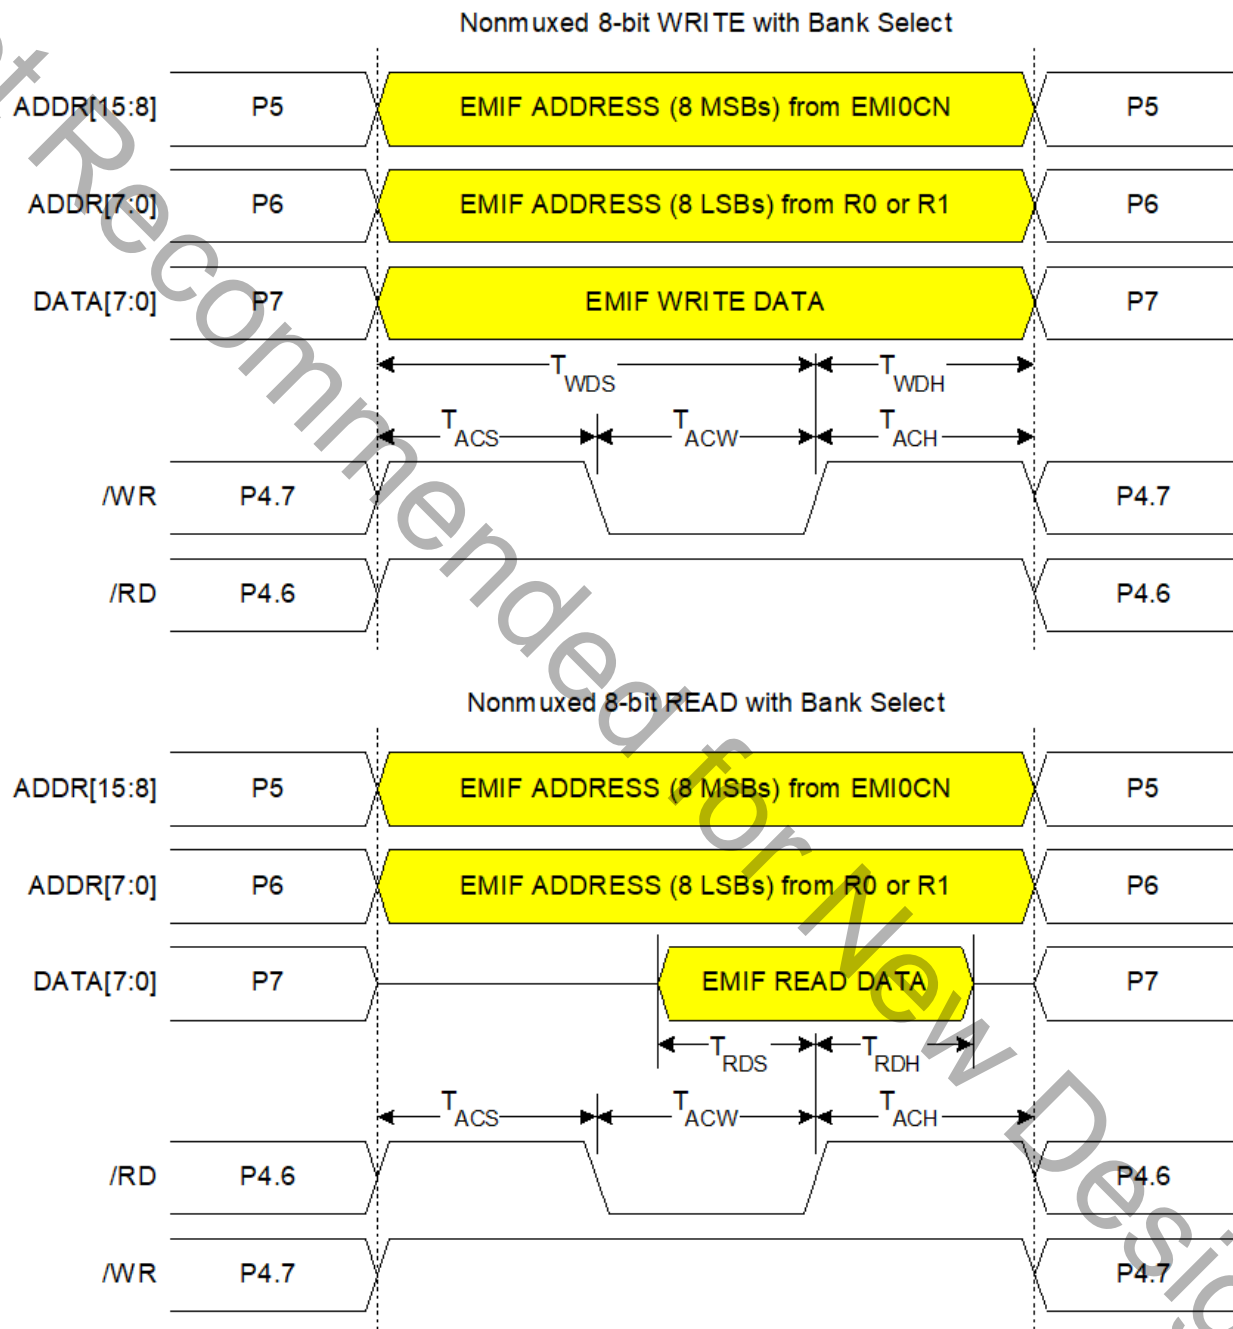 Nonmuxed 8-bit WRITE with Bank Select
ADDR[15:8] P5 EMIF ADDRESS (8 MSBs) from EMI0CN P5
ADDR[7:0] P6 EMIF ADDRESS (8 LSBs) from R0 or R1 P6
DATA[7:0] P7 EMIF WRITE DATA P7
TWDS TWDH
TACS TACW TACH
/WR P4.7 P4.7
/RD P4.6 P4.6
Nonmuxed 8-bit READ with Bank Select
ADDR[15:8] P5 EMIF ADDRESS (8 MSBs) from EMI0CN P5
ADDR[7:0] P6 EMIF ADDRESS (8 LSBs) from R0 or R1 P6
DATA[7:0] P7 EMIF READ DATA P7
TRDS TRDH
TACS TACW TACH
/RD P4.6 P4.6
/WR P4.7 P4.7
Recommended for New